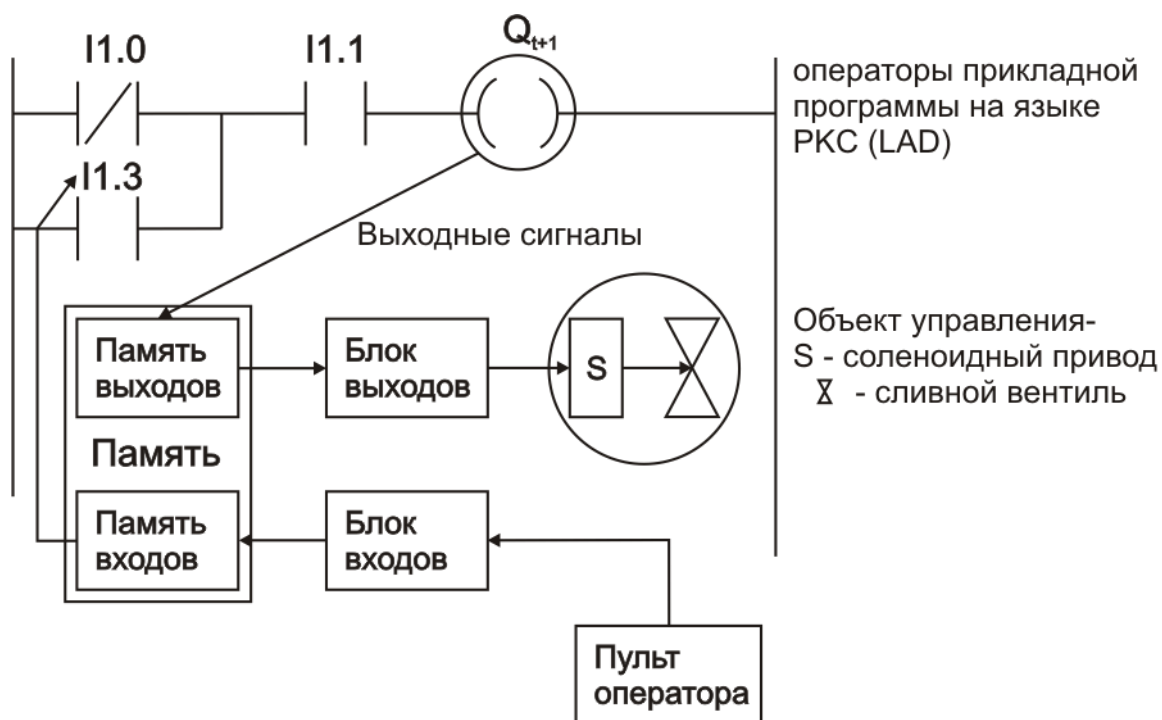 I1.0
I1.1
Qt+1
операторы прикладной
программы на языке
РКС (LAD)
I1.3
Выходные сигналы
Память
выходов
Блок
выходов
S
Объект управления-
S - соленоидный привод
- сливной вентиль
Память
Память
входов
Блок
входов
Пульт
оператора